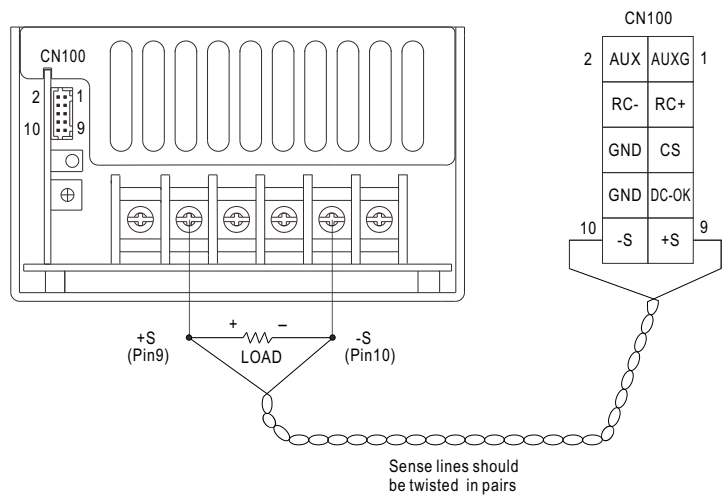 CN100
2 1
10 9
+S
(Pin9)
+ –
LOAD
-S
(Pin10)
CN100
2 AUX AUXG 1
RC- RC+
GND CS
GND DC-OK
10 -S +S 9
Sense lines should
be twisted in pairs